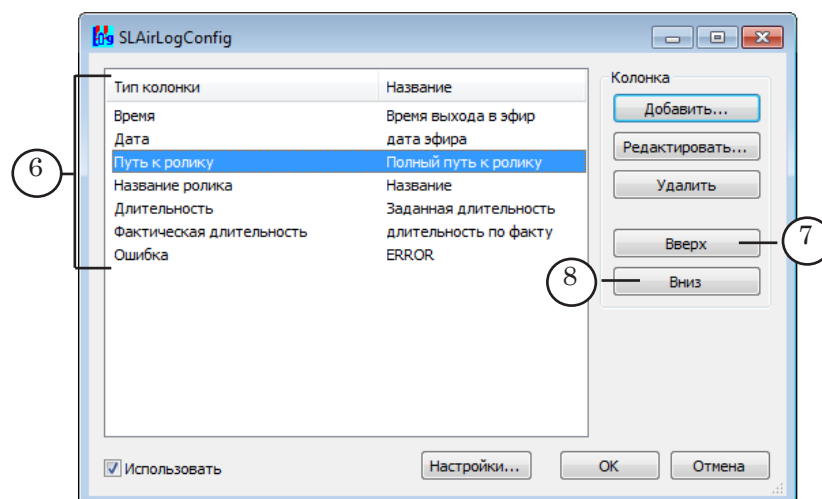 SLAirLogConfig
Тип колонки Название
Время Время выхода в эфир
Дата дата эфира
Путь к ролику Полный путь к ролику
Название ролика Название
Длительность Заданная длительность
Фактическая длительность длительность по факту
Ошибка ERROR
Колонка
Добавить...
Редактировать...
Удалить
Вверх
Вниз
6
7
8
Использовать
Настройки...
OK
Отмена